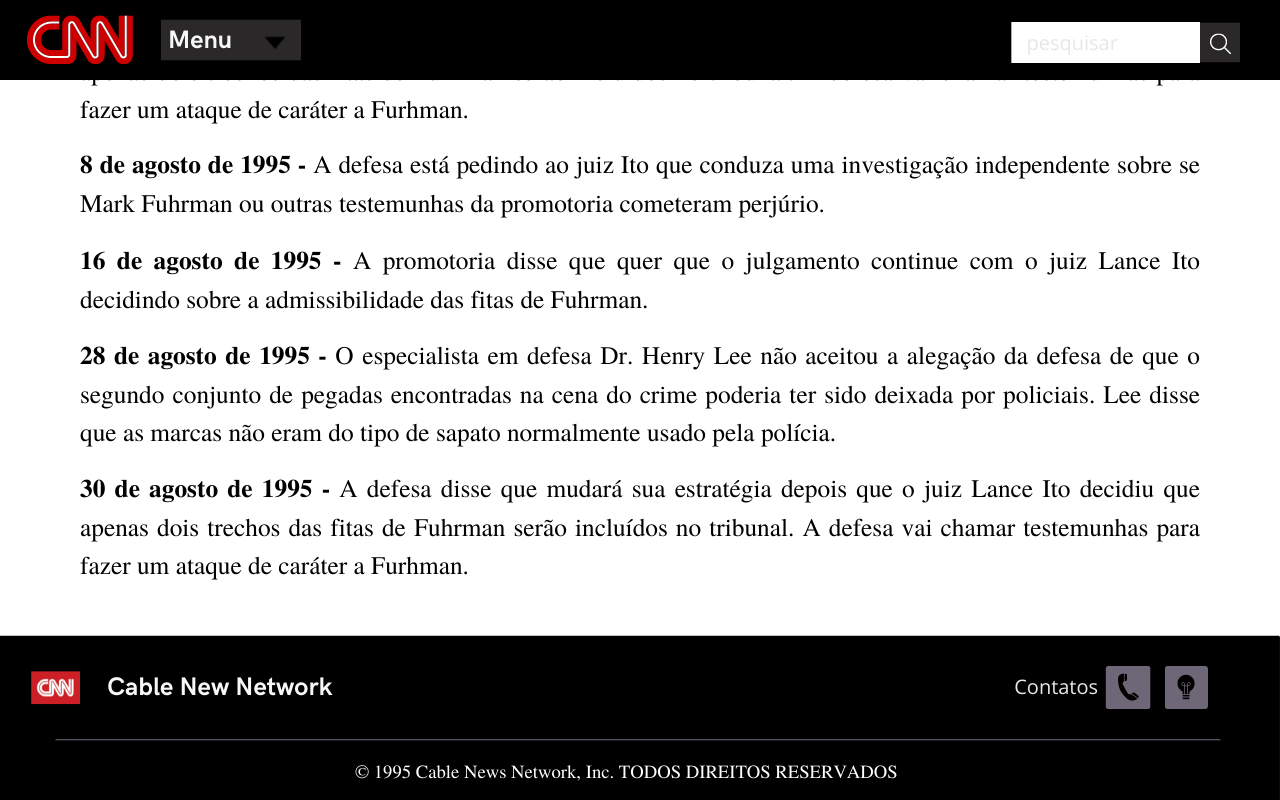 CNN
Menu
pesquisar
fazer um ataque de caráter a Furhman.
8 de agosto de 1995 - A defesa está pedindo ao juiz Ito que conduza uma investigação independente sobre se
Mark Fuhrman ou outras testemunhas da promotoria cometeram perjúrio.
16 de agosto de 1995 - A promotoria disse que quer que o julgamento continue com o juiz Lance Ito
decidindo sobre a admissibilidade das fitas de Fuhrman.
28 de agosto de 1995 - O especialista em defesa Dr. Henry Lee não aceitou a alegação da defesa de que o
segundo conjunto de pegadas encontradas na cena do crime poderia ter sido deixada por policiais. Lee disse
que as marcas não eram do tipo de sapato normalmente usado pela polícia.
30 de agosto de 1995 - A defesa disse que mudará sua estratégia depois que o juiz Lance Ito decidiu que
apenas dois trechos das fitas de Fuhrman serão incluídos no tribunal. A defesa vai chamar testemunhas para
fazer um ataque de caráter a Furhman.
CNN
Cable New Network
Contatos
© 1995 Cable News Network, Inc. TODOS DIREITOS RESERVADOS